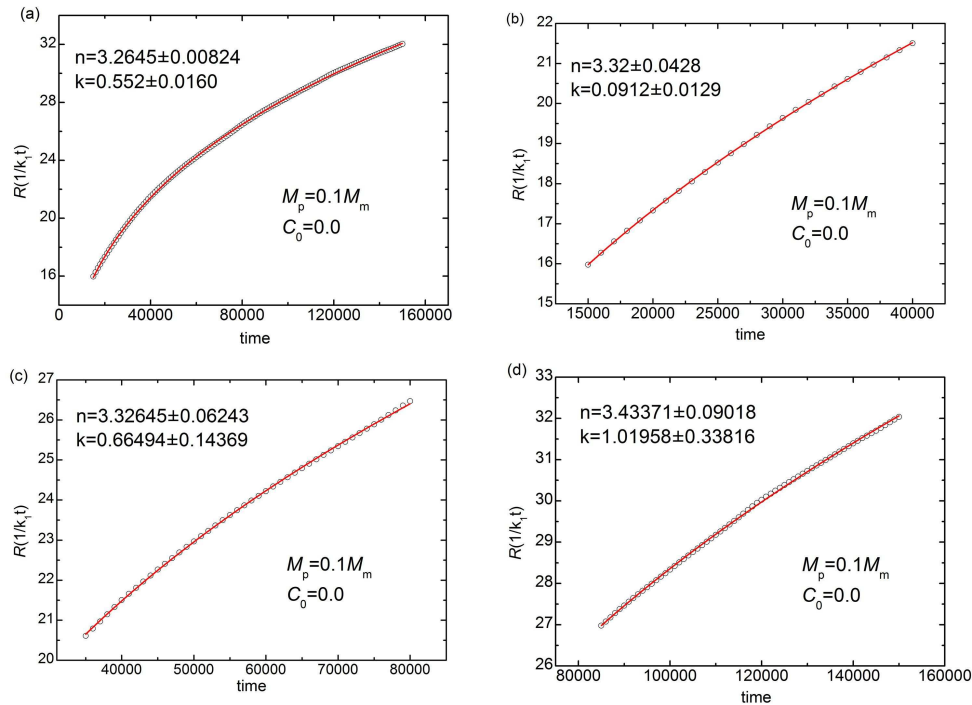 (a)
32
28
24
20
16
R(1/k₁t)
n=3.2645±0.00824
k=0.552±0.0160
Mₚ=0.1Mₘ
C₀=0.0
0
40000
80000
120000
160000
time
(b)
22
21
20
19
18
17
16
15
R(1/k₁t)
n=3.32±0.0428
k=0.0912±0.0129
Mₚ=0.1Mₘ
C₀=0.0
15000
20000
25000
30000
35000
40000
time
(c)
27
26
25
24
23
22
21
20
R(1/k₁t)
n=3.32645±0.06243
k=0.66494±0.14369
Mₚ=0.1Mₘ
C₀=0.0
40000
50000
60000
70000
80000
time
(d)
33
32
31
30
29
28
27
26
R(1/k₁t)
n=3.43371±0.09018
k=1.01958±0.33816
Mₚ=0.1Mₘ
C₀=0.0
80000
100000
120000
140000
160000
time